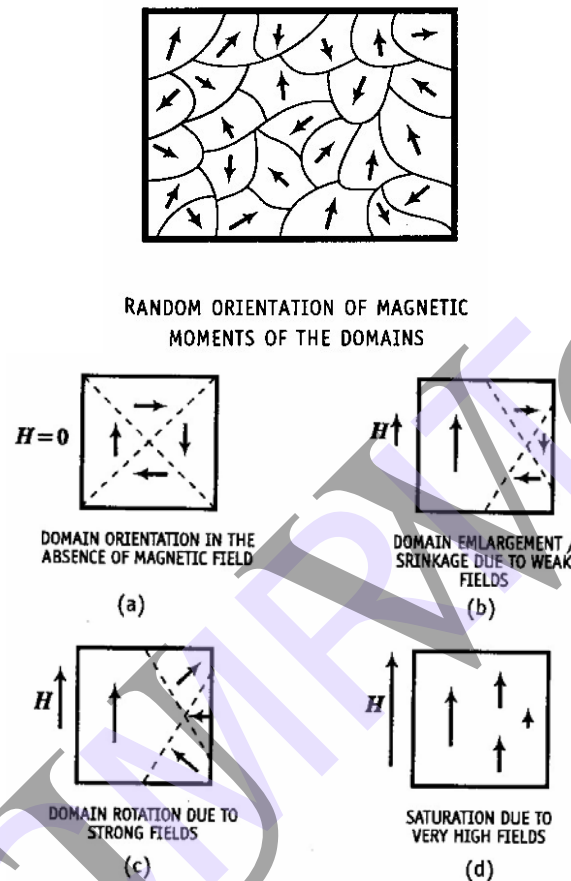 RANDOM ORIENTATION OF MAGNETIC
MOMENTS OF THE DOMAINS
H=0
DOMAIN ORIENTATION IN THE
ABSENCE OF MAGNETIC FIELD
(a)
H
DOMAIN EMLARGEMENT /
SRINKAGE DUE TO WEAK
FIELDS
(b)
H
DOMAIN ROTATION DUE TO
STRONG FIELDS
(c)
H
SATURATION DUE TO
VERY HIGH FIELDS
(d)